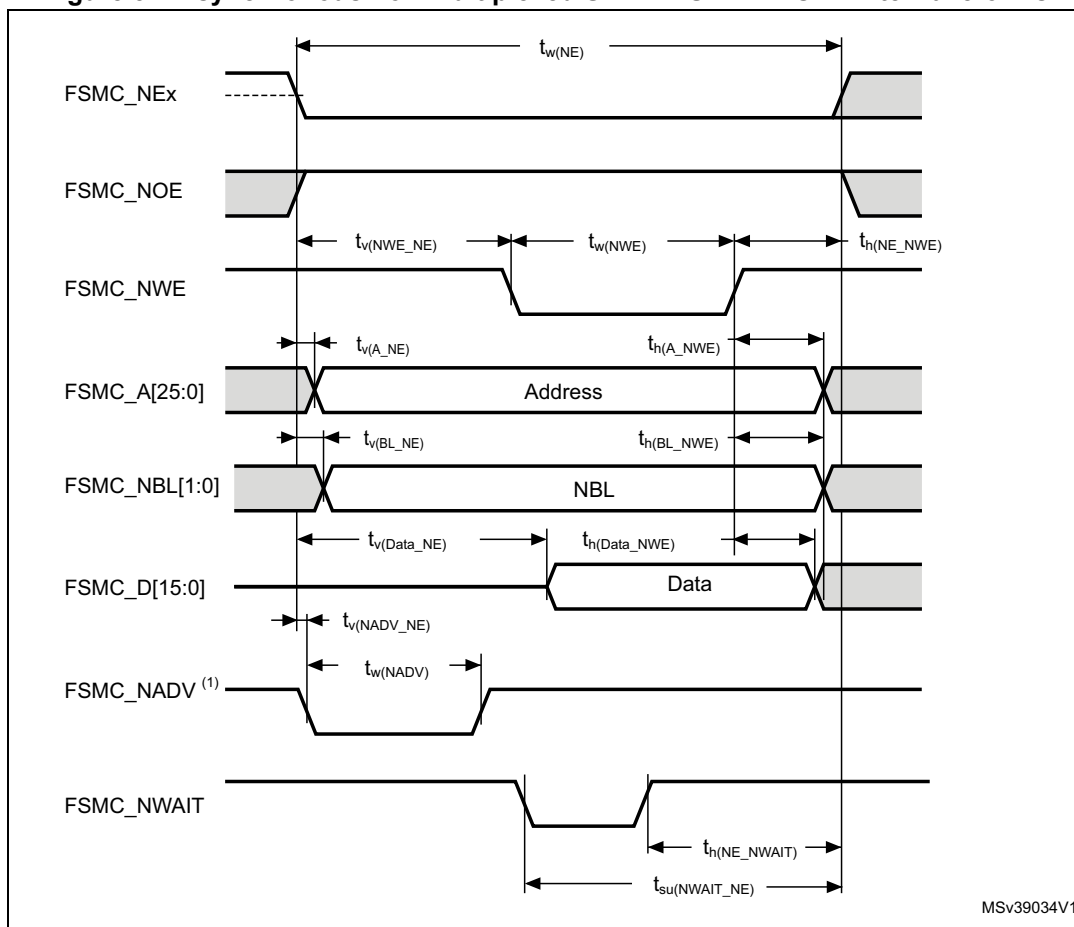 t_w(NE)
FSMC_NEx
FSMC_NOE
t_v(NWE_NE) t_w(NWE) t_h(NE_NWE)
FSMC_NWE
t_v(A_NE) t_h(A_NWE)
FSMC_A[25:0] Address
t_v(BL_NE) t_h(BL_NWE)
FSMC_NBL[1:0] NBL
t_v(Data_NE) t_h(Data_NWE)
FSMC_D[15:0] Data
t_v(NADV_NE)
t_w(NADV)
FSMC_NADV (1)
FSMC_NWAIT
t_h(NE_NWAIT)
t_su(NWAIT_NE)
MSv39034V1